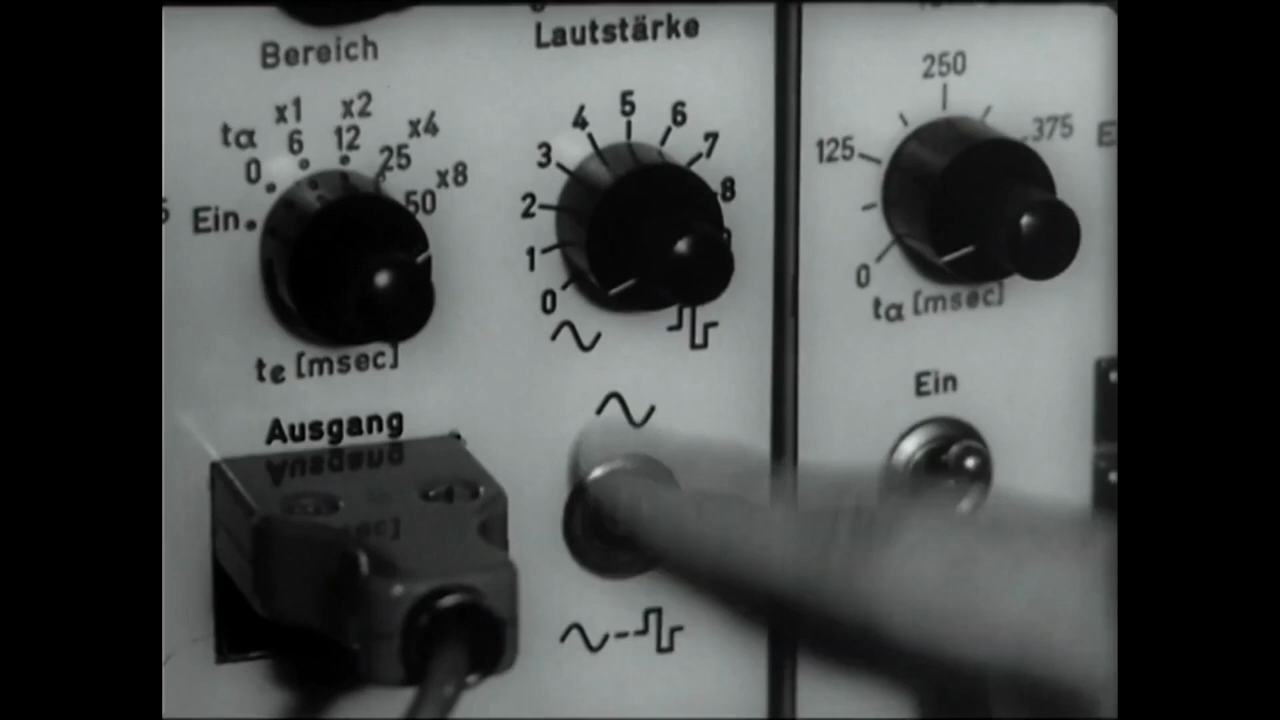 Bereich
tα x1 x2 x4 x8
0 6 12 25 50
Ein
te [msec]
Ausgang
Lautstärke
0 1 2 3 4 5 6 7 8
0 125 250 375
tα [msec]
Ein